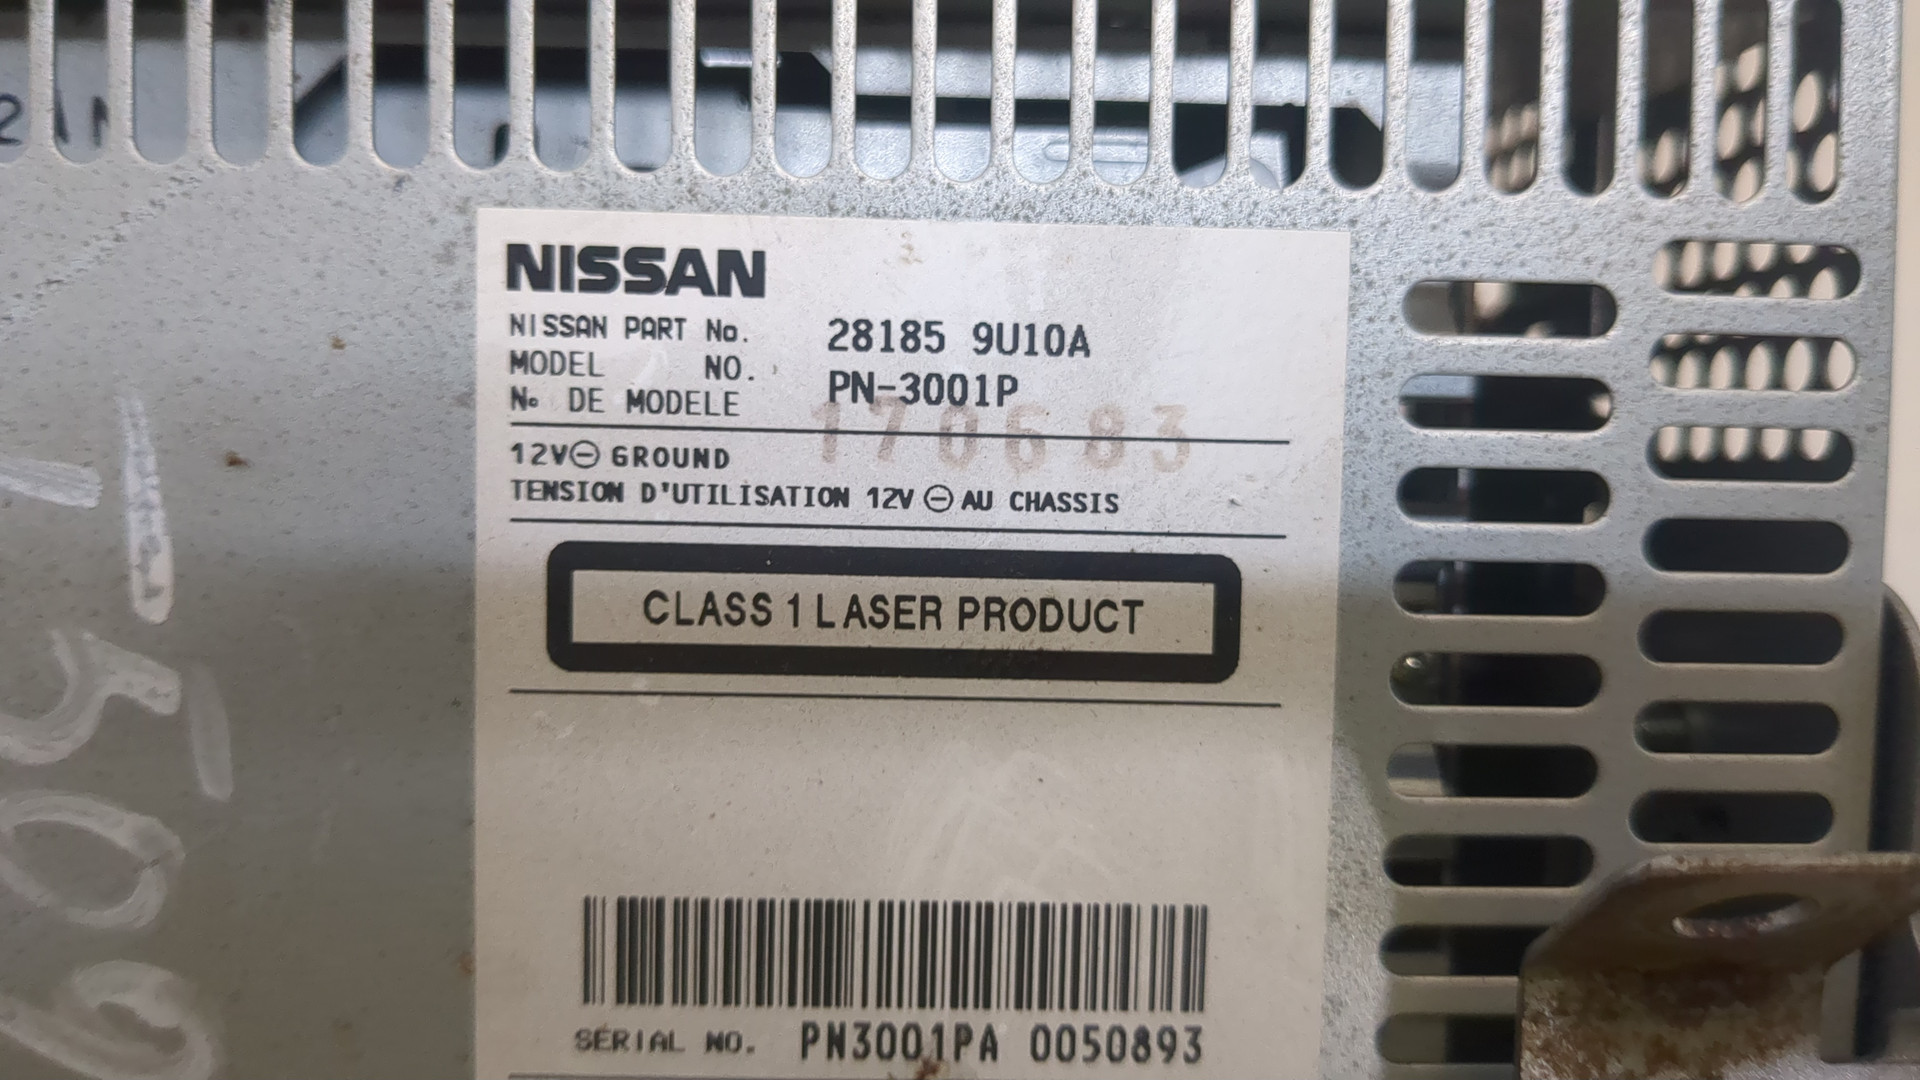 NISSAN
NISSAN PART No. 28185 9U10A
MODEL NO. PN-3001P
No DE MODELE
170683
12V⊖ GROUND
TENSION D'UTILISATION 12V ⊖ AU CHASSIS
CLASS 1 LASER PRODUCT
SERIAL NO. PN3001PA 0050893